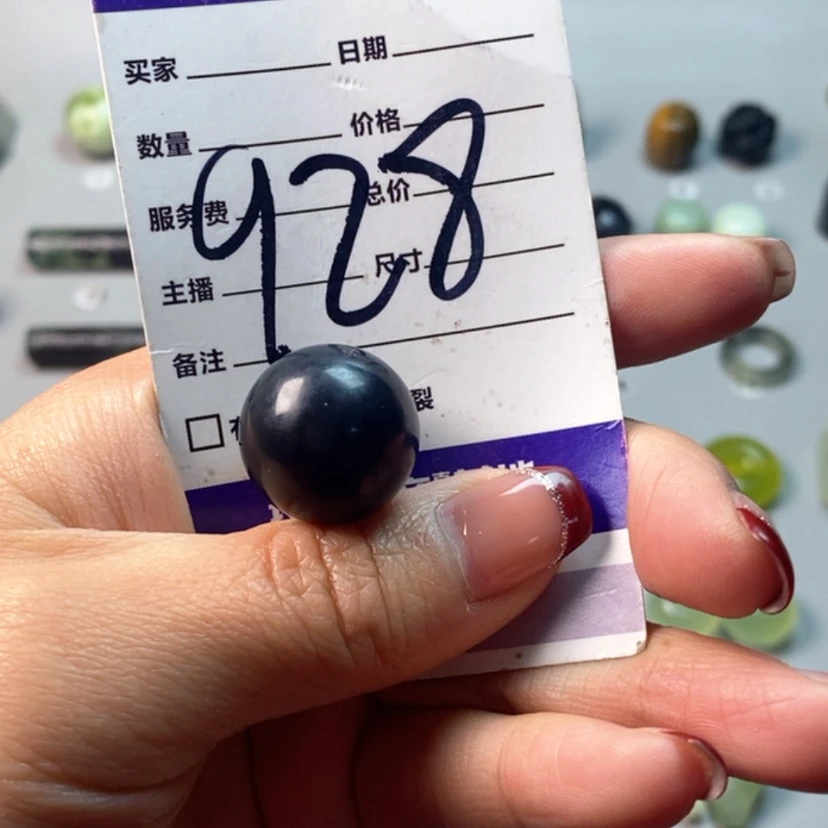 买家 日期
数量 价格
928
服务费 总价
主播 尺寸
备注
裂